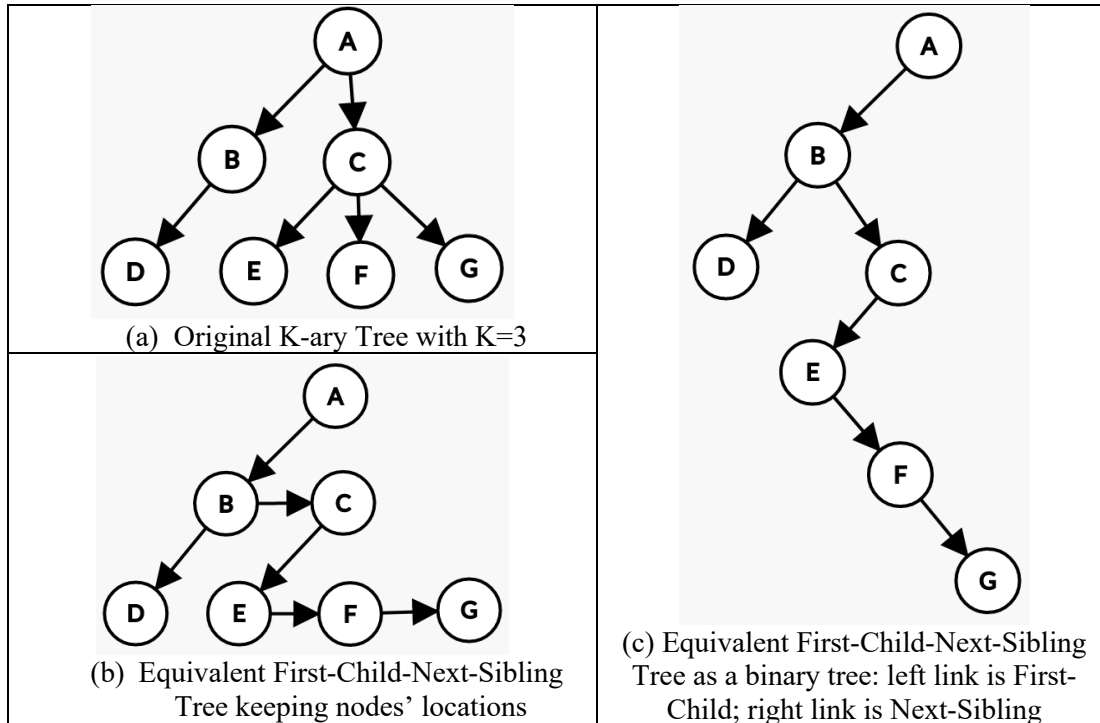 A
B
C
D
E
F
G
(a) Original K-ary Tree with K=3
A
B
C
D
E
F
G
(b) Equivalent First-Child-Next-Sibling
Tree keeping nodes’ locations
A
B
D
C
E
F
G
(c) Equivalent First-Child-Next-Sibling
Tree as a binary tree: left link is First-
Child; right link is Next-Sibling